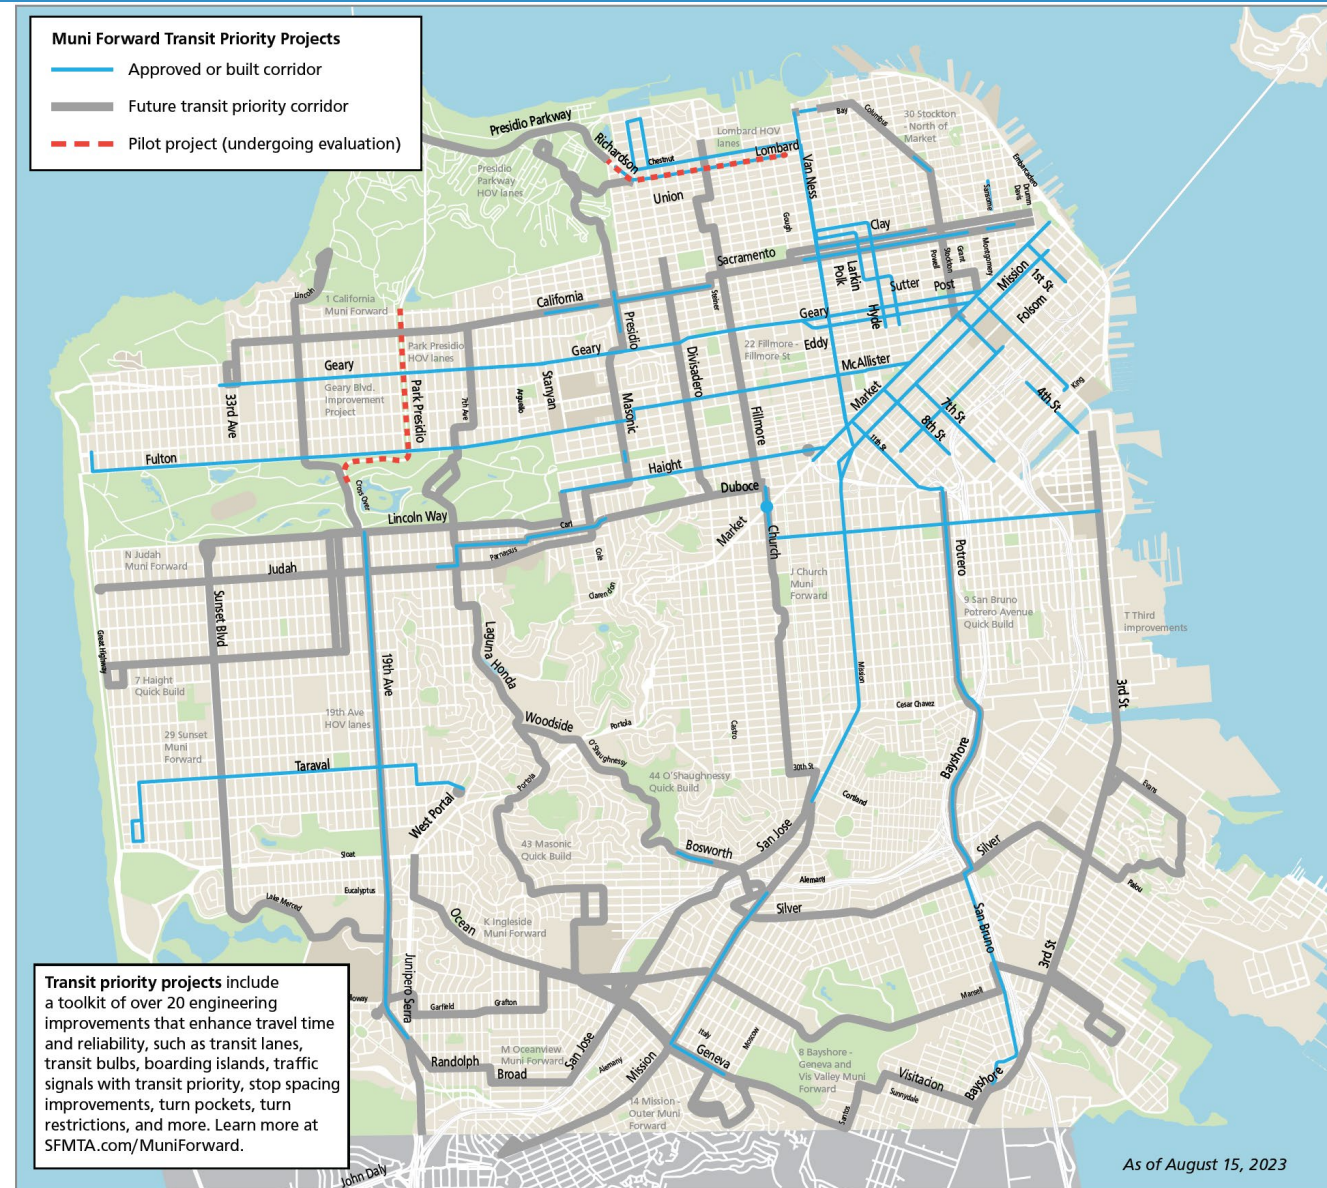 Muni Forward Transit Priority Projects
Approved or built corridor
Future transit priority corridor
Pilot project (undergoing evaluation)
Presidio Parkway
Richardson
Chestnut
Lombard HOV
lanes
Lombard
Bay
Columbus
30 Stockton
- North of
Market
Embarcadero
Presidio
Parkway
HOV lanes
Union
Van Ness
Gough
Clay
Sansome
Drumm
Davis
Sacramento
Larkin
Polk
Powell
Stockton
Grant
Montgomery
Mission
1st St
Lincoln
1 California
Muni Forward
California
Steiner
Hyde
Sutter
Post
Folsom
Presidio
Geary
Eddy
Park Presidio
HOV lanes
Geary
Geary
Divisadero
22 Fillmore -
Fillmore St
McAllister
Geary Blvd.
Improvement
Project
33rd Ave
Park Presidio
7th Ave
Arguello
Stanyan
Masonic
Fillmore
Market
7th St
8th St
4th St
King
11th St
Fulton
Haight
Duboce
Cross Over
Lincoln Way
Carl
Market
Church
Potrero
N Judah
Muni Forward
Judah
Parnassus
Cole
Clarendon
J Church
Muni
Forward
9 San Bruno
Potrero Avenue
Quick Build
T Third
improvements
Sunset Blvd
Great Highway
Laguna Honda
19th Ave
Mission
7 Haight
Quick Build
3rd St
19th Ave
HOV lanes
Woodside
Portola
Castro
Cesar Chavez
29 Sunset
Muni
Forward
O'Shaughnessy
Bayshore
Taraval
Portola
44 O'Shaughnessy
Quick Build
30th St
Cortland
Evans
West Portal
San Jose
43 Masonic
Quick Build
Bosworth
Silver
Sloat
Eucalyptus
Alemany
Palou
Lake Merced
Ocean
K Ingleside
Muni Forward
Silver
San Bruno
3rd St
Junipero Serra
Mansell
Garfield
Grafton
Italy
Moscow
Randolph
M Oceanview
Muni Forward
Broad
San Jose
Alemany
Mission
Geneva
8 Bayshore -
Geneva and
Vis Valley Muni
Forward
Visitacion
Sunnydale
Bayshore
14 Mission -
Outer Muni
Forward
Santos
John Daly
Transit priority projects include
a toolkit of over 20 engineering
improvements that enhance travel time
and reliability, such as transit lanes,
transit bulbs, boarding islands, traffic
signals with transit priority, stop spacing
improvements, turn pockets, turn
restrictions, and more. Learn more at
SFMTA.com/MuniForward.
As of August 15, 2023